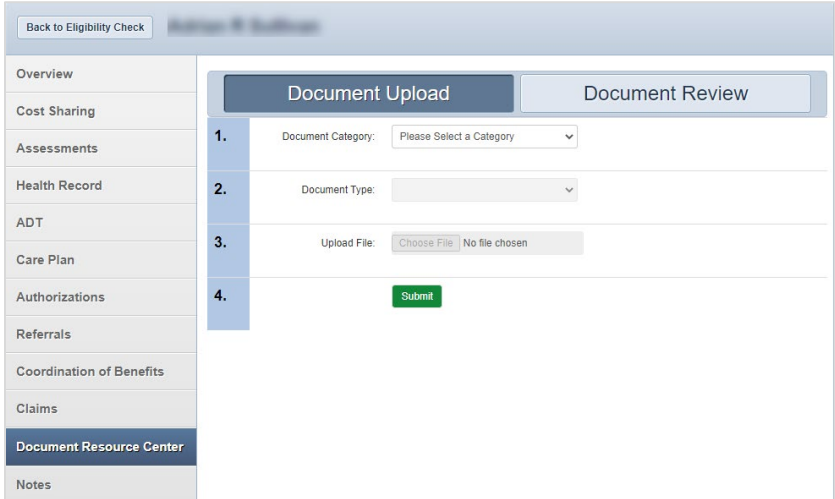 Back to Eligibility Check
Overview
Cost Sharing
Assessments
Health Record
ADT
Care Plan
Authorizations
Referrals
Coordination of Benefits
Claims
Document Resource Center
Notes
Document Upload
Document Review
1. Document Category: Please Select a Category
2. Document Type:
3. Upload File: Choose File No file chosen
4. Submit